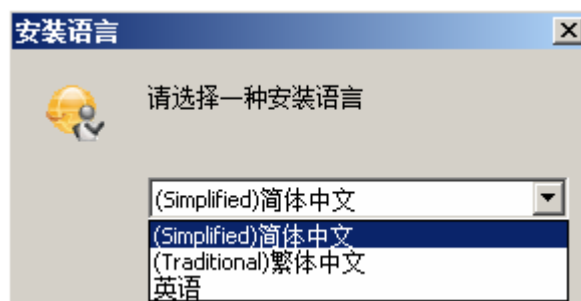 安装语言
请选择一种安装语言
(Simplified)简体中文
(Simplified)简体中文
(Traditional)繁体中文
英语